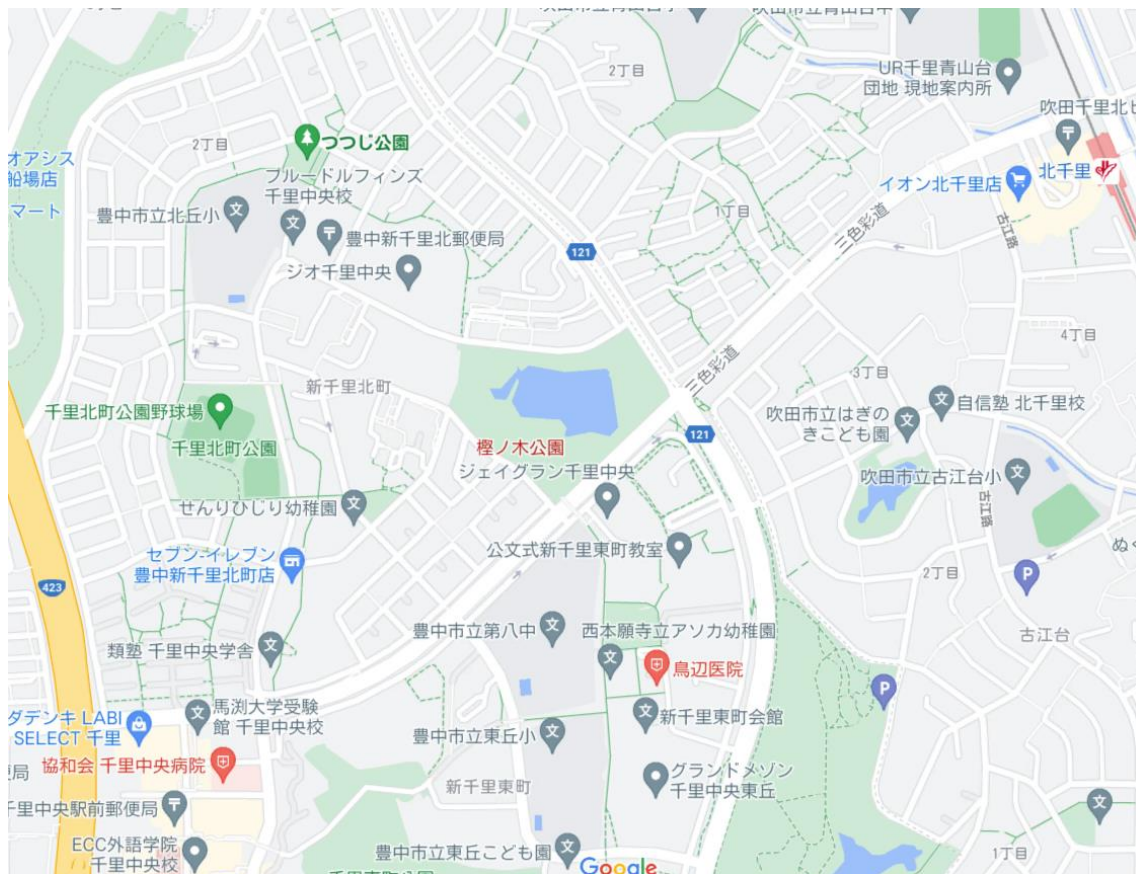 2丁目
UR千里青山台
団地 現地案内所
吹田千里北ビ
つつじ公園
2丁目
オアシス
船場店
マート
ブルードルフィンズ
千里中央校
豊中市立北丘小
豊中新千里北郵便局
ジオ千里中央
121
1丁目
三色彩道
イオン北千里店
北千里
古江路
4丁目
新千里北町
三色彩道
3丁目
千里北町公園野球場
千里北町公園
樫ノ木公園
ジェイグラン千里中央
121
吹田市立はぎの
きこども園
自信塾 北千里校
吹田市立古江台小
古江路
せんりひじり幼稚園
セブン-イレブン
豊中新千里北町店
公文式新千里東町教室
ぬく
423
2丁目
P
豊中市立第八中
西本願寺立アソカ幼稚園
古江台
類塾 千里中央学舎
鳥辺医院
P
ダデンキ LABI
SELECT 千里
馬渕大学受験
館 千里中央校
新千里東町会館
豊中市立東丘小
協和会 千里中央病院
新千里東町
グランドメゾン
千里中央東丘
千里中央駅前郵便局
ECC外語学院
千里中央校
豊中市立東丘こども園
Google
1丁目